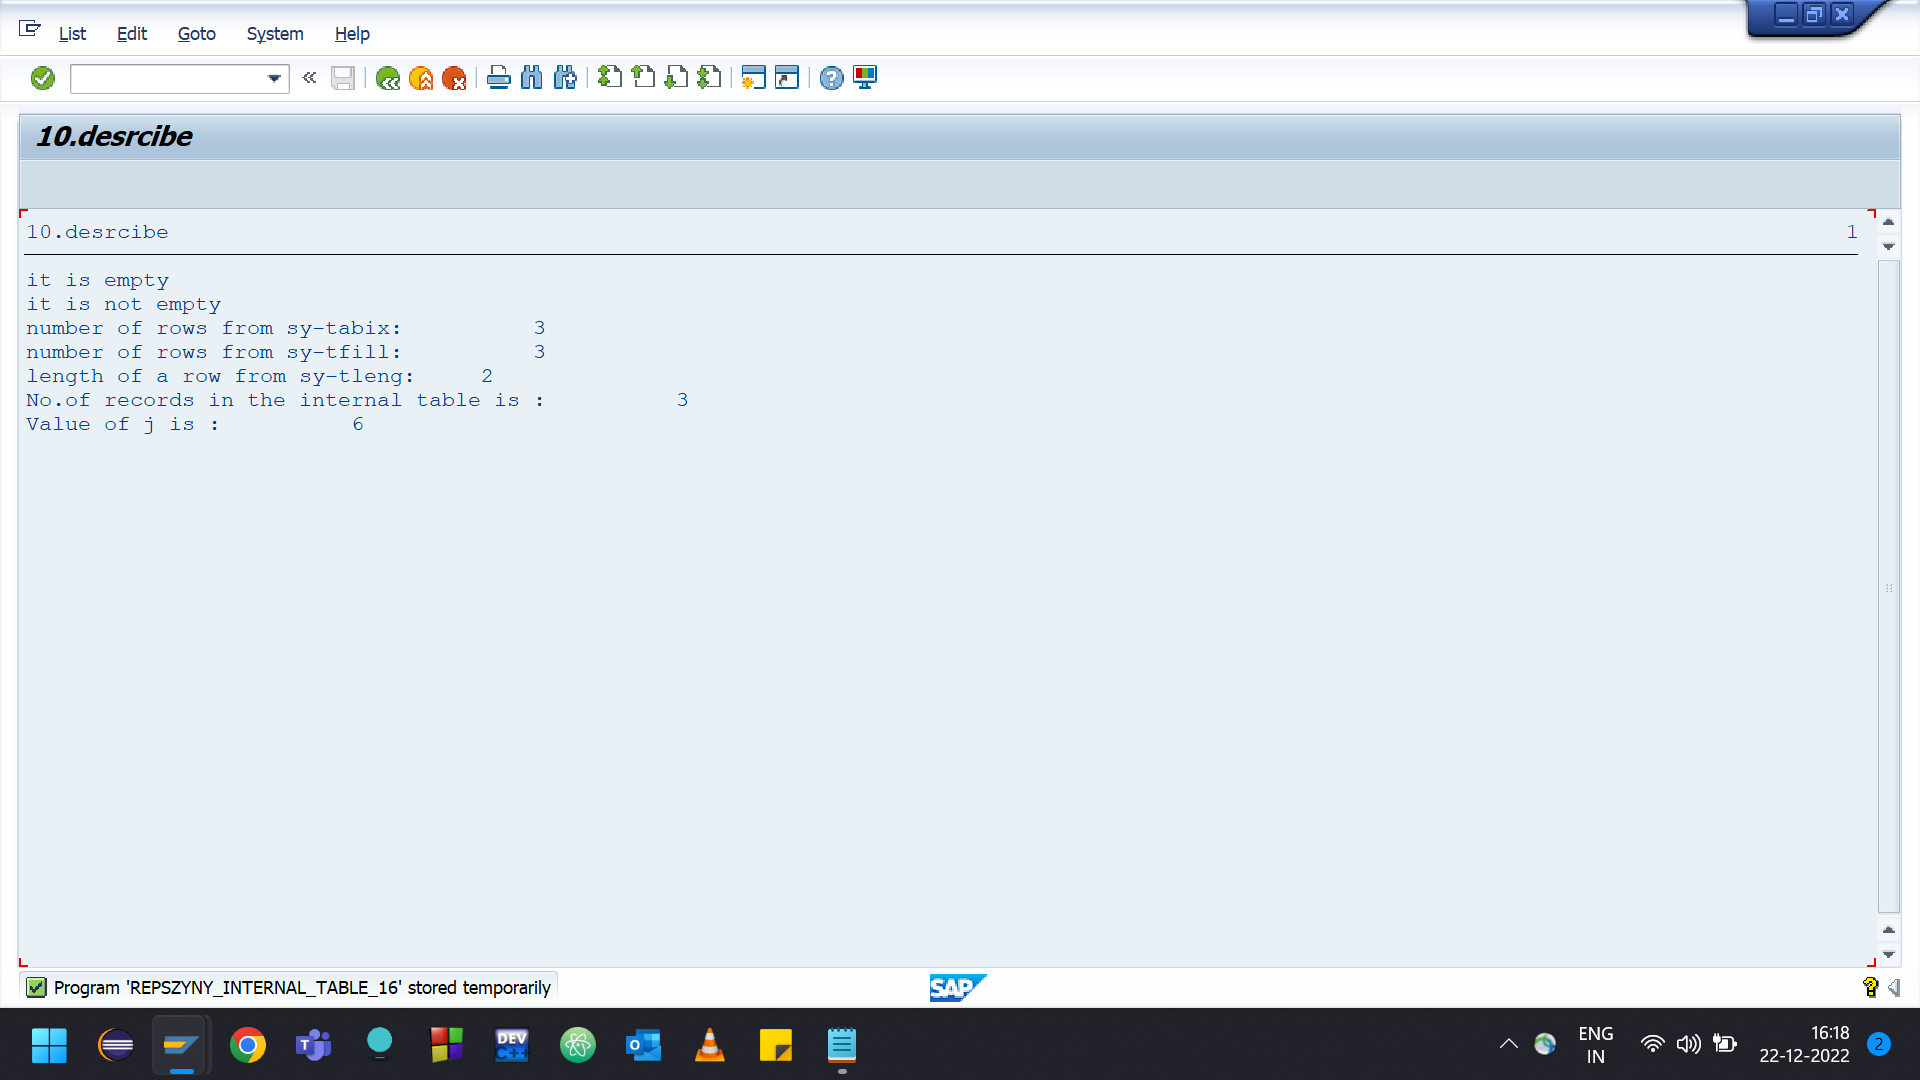 List Edit Goto System Help
10.desrcibe
10.desrcibe 1
it is empty
it is not empty
number of rows from sy-tabix: 3
number of rows from sy-tfill: 3
length of a row from sy-tleng: 2
No.of records in the internal table is : 3
Value of j is : 6
Program 'REPSZYNY_INTERNAL_TABLE_16' stored temporarily
SAP
DEV C++
ENG
IN
16:18
22-12-2022
2